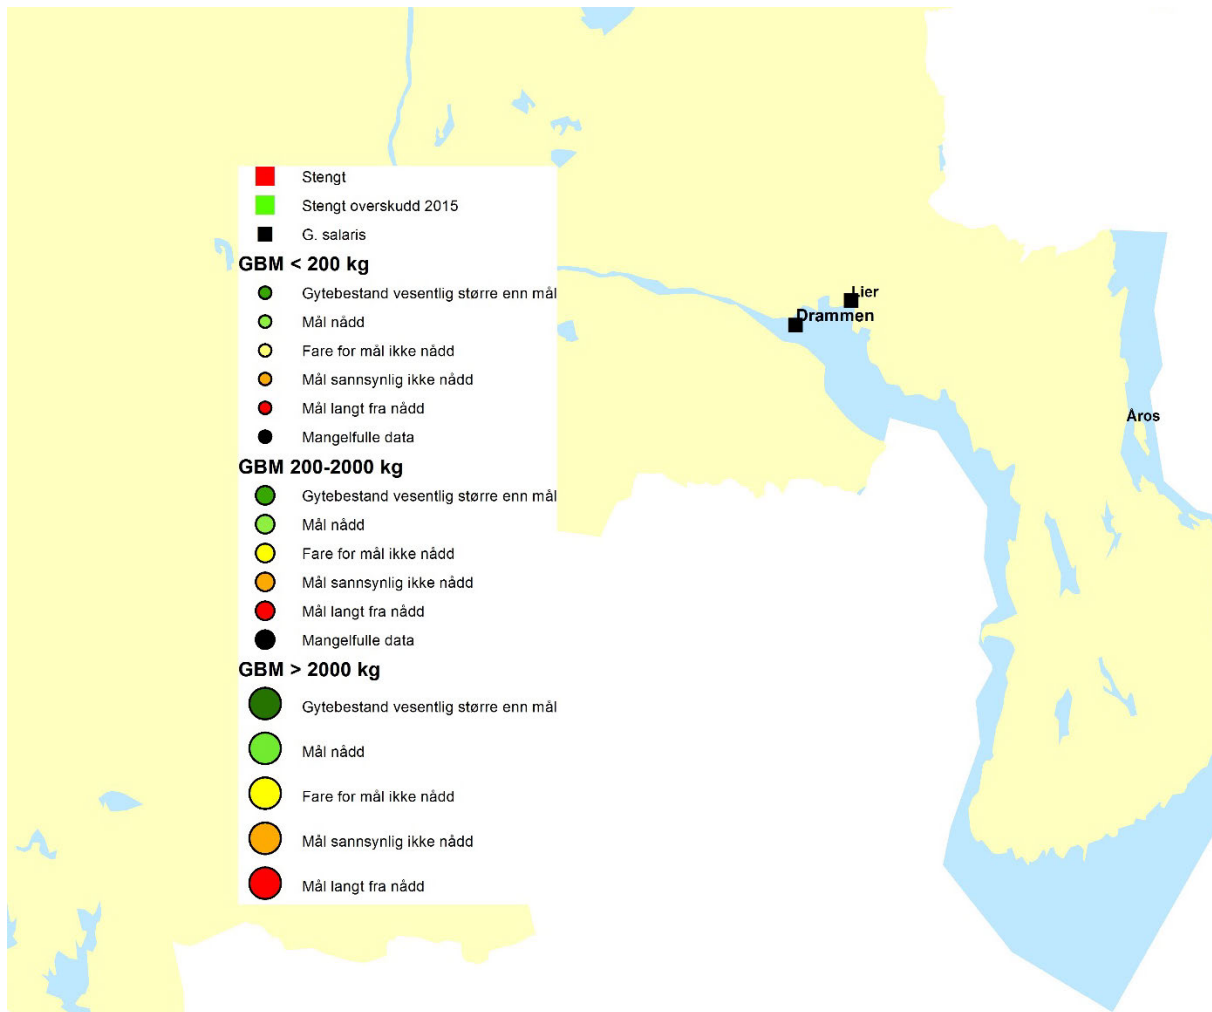 Stengt
Stengt overskudd 2015
G. salaris
GBM < 200 kg
Gytebestand vesentlig større enn mål
Mål nådd
Fare for mål ikke nådd
Mål sannsynlig ikke nådd
Mål langt fra nådd
Mangelfulle data
GBM 200-2000 kg
Gytebestand vesentlig større enn mål
Mål nådd
Fare for mål ikke nådd
Mål sannsynlig ikke nådd
Mål langt fra nådd
Mangelfulle data
GBM > 2000 kg
Gytebestand vesentlig større enn mål
Mål nådd
Fare for mål ikke nådd
Mål sannsynlig ikke nådd
Mål langt fra nådd
Lier
Drammen
Åros